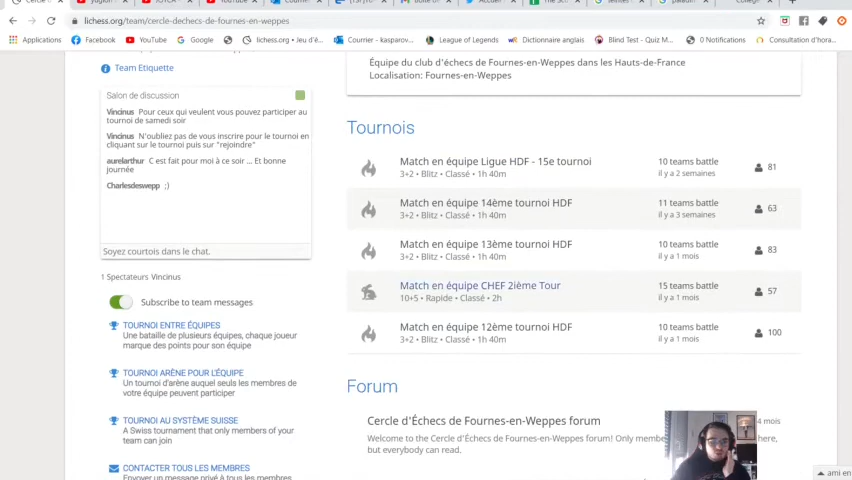 YouTube
lichess.org/team/cercle-dechecs-de-fournes-en-weppes
Applications Facebook YouTube Google lichess.org • Jeu d'é... Courrier - kasparov... League of Legends Dictionnaire anglais Blind Test - Quiz M... 0 Notifications Consultation d'hora...
Team Etiquette
Salon de discussion
Vincinus Pour ceux qui veulent vous pouvez participer au
tournoi de samedi soir
Vincinus N'oubliez pas de vous inscrire pour le tournoi en
cliquant sur le tournoi puis sur "rejoindre"
aurelarthur C est fait pour moi à ce soir ... Et bonne
journée
Charlesdeswepp ;)
Soyez courtois dans le chat.
1 Spectateurs Vincinus
Subscribe to team messages
TOURNOI ENTRE ÉQUIPES
Une bataille de plusieurs équipes, chaque joueur
marque des points pour son équipe
TOURNOI ARÈNE POUR L'ÉQUIPE
Un tournoi d'arène auquel seuls les membres de
votre équipe peuvent participer
TOURNOI AU SYSTÈME SUISSE
A Swiss tournament that only members of your
team can join
CONTACTER TOUS LES MEMBRES
Envoyer un message privé à tous les membres
Équipe du club d'échecs de Fournes-en-Weppes dans les Hauts-de-France
Localisation: Fournes-en-Weppes
Tournois
Match en équipe Ligue HDF - 15e tournoi 10 teams battle 81
3+2 • Blitz • Classé • 1h 40m il y a 2 semaines
Match en équipe 14ème tournoi HDF 11 teams battle 63
3+2 • Blitz • Classé • 1h 40m il y a 3 semaines
Match en équipe 13ème tournoi HDF 10 teams battle 83
3+2 • Blitz • Classé • 1h 40m il y a 1 mois
Match en équipe CHEF 2ième Tour 15 teams battle 57
10+5 • Rapide • Classé • 2h il y a 1 mois
Match en équipe 12ème tournoi HDF 10 teams battle 100
3+2 • Blitz • Classé • 1h 40m il y a 1 mois
Forum
Cercle d'Échecs de Fournes-en-Weppes forum 4 mois
Welcome to the Cercle d'Échecs de Fournes-en-Weppes forum! Only here,
but everybody can read.
ami en